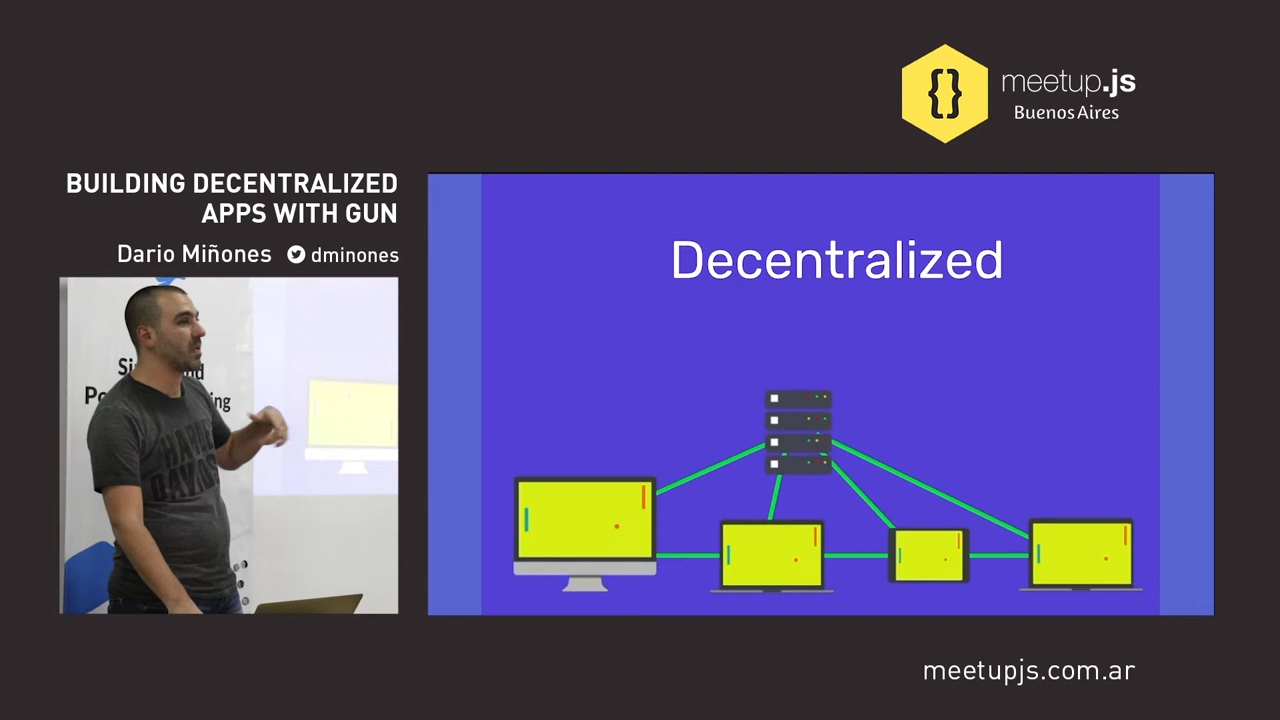 {}
meetup.js
Buenos Aires
BUILDING DECENTRALIZED
APPS WITH GUN
Dario Miñones
dminones
Decentralized
meetupjs.com.ar